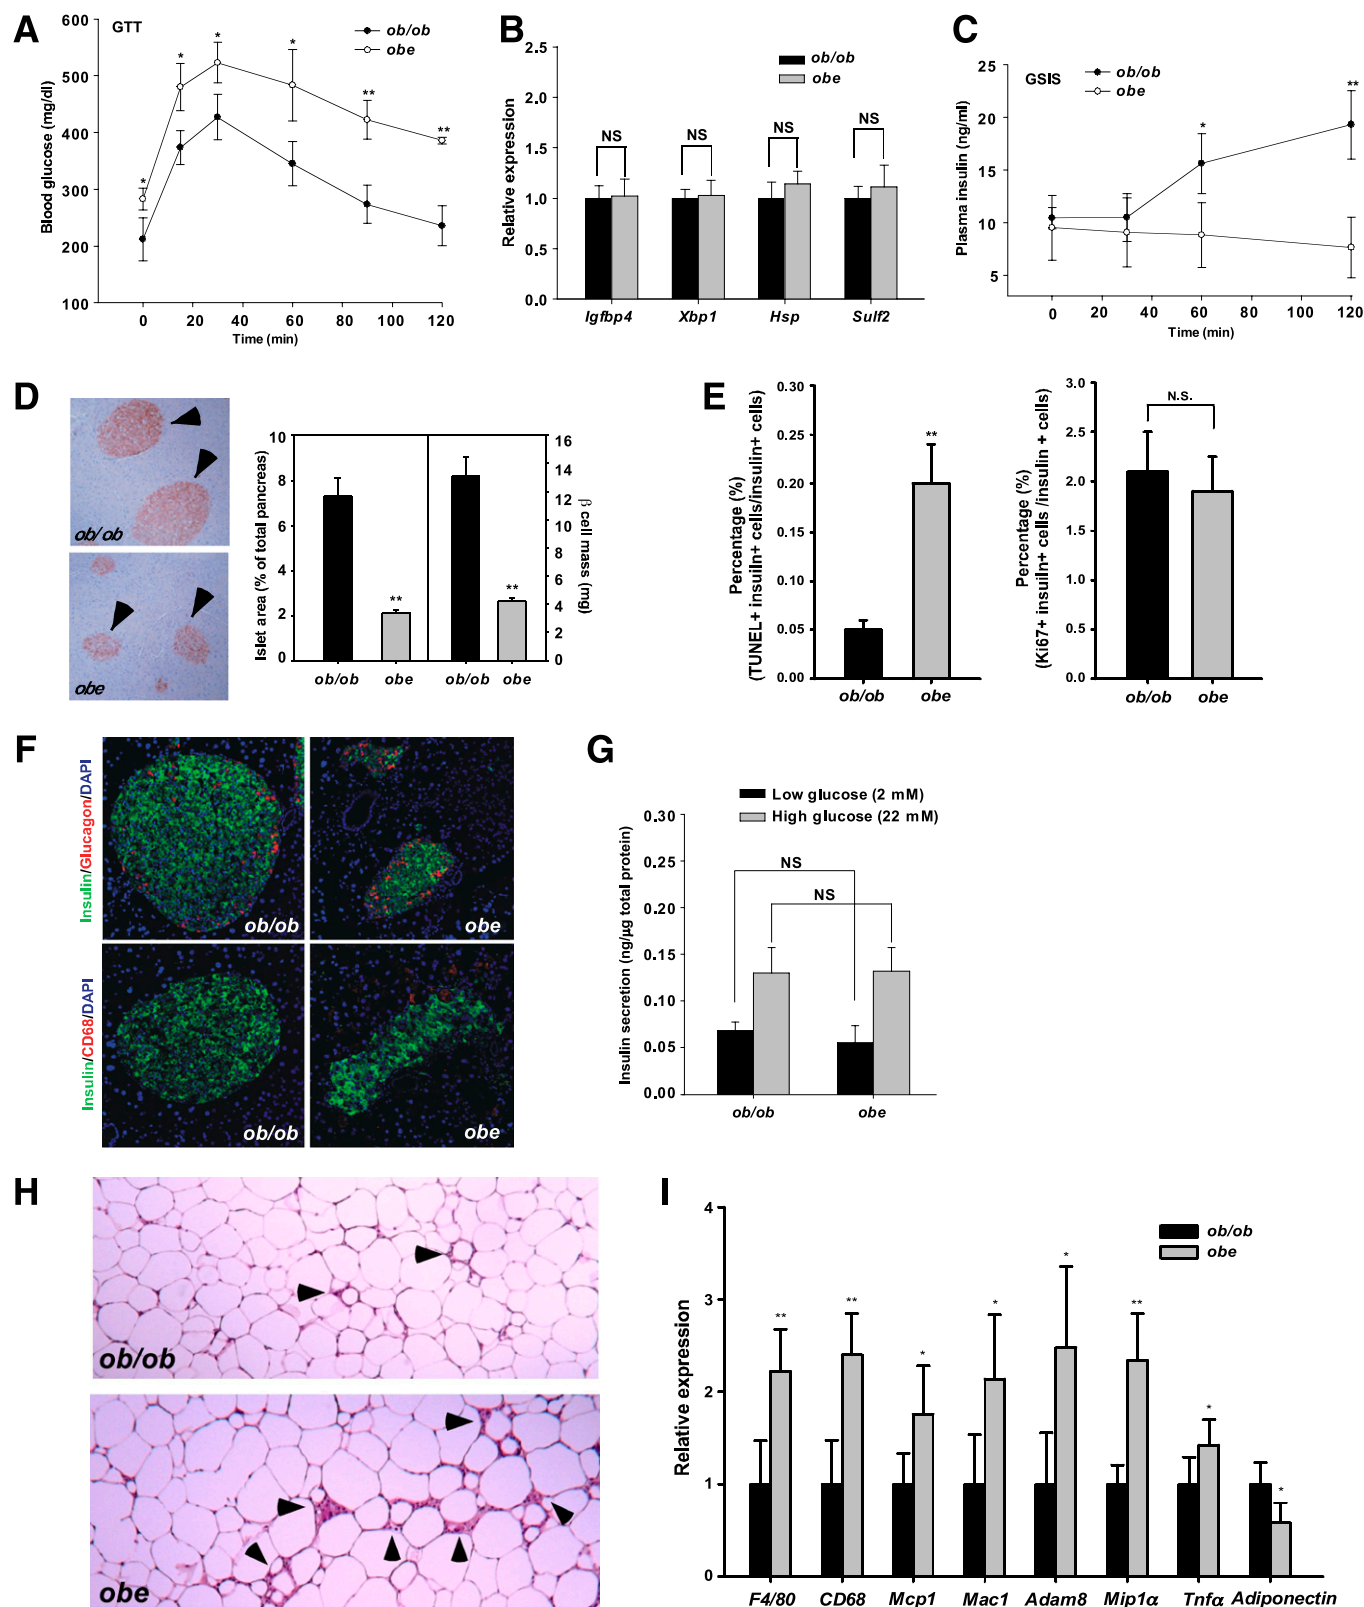 A
GTT
ob/ob
obe
Blood glucose (mg/dl)
600
500
400
300
200
100
*
*
*
*
**
**
0 20 40 60 80 100 120
Time (min)
B
ob/ob
obe
Relative expression
2.5
2.0
1.5
1.0
0.5
0.0
NS NS NS NS
Igfbp4 Xbp1 Hsp Sulf2
C
GSIS
ob/ob
obe
Plasma insulin (ng/ml)
25
20
15
10
5
*
**
0 20 40 60 80 100 120
Time (min)
D
ob/ob
obe
Islet area (% of total pancreas)
10
8
6
4
2
0
** **
β cell mass (mg)
16
14
12
10
8
6
4
2
0
ob/ob obe ob/ob obe
E
Percentage (%)
(TUNEL+ insuiln+ cells/insulin+ cells)
0.30
0.25
0.20
0.15
0.10
0.05
0.00
**
ob/ob obe
Percentage (%)
(Ki67+ insuiln+ cells /insulin + cells)
3.0
2.5
2.0
1.5
1.0
0.5
0.0
N.S.
ob/ob obe
F
Insulin/Glucagon/DAPI
ob/ob obe
Insulin/CD68/DAPI
ob/ob obe
G
Low glucose (2 mM)
High glucose (22 mM)
Insulin secretion (ng/µg total protein)
0.30
0.25
0.20
0.15
0.10
0.05
0.00
NS
NS
ob/ob obe
H
ob/ob
obe
I
ob/ob
obe
Relative expression
4
3
2
1
0
** ** * * * ** * *
F4/80 CD68 Mcp1 Mac1 Adam8 Mip1α Tnfα Adiponectin